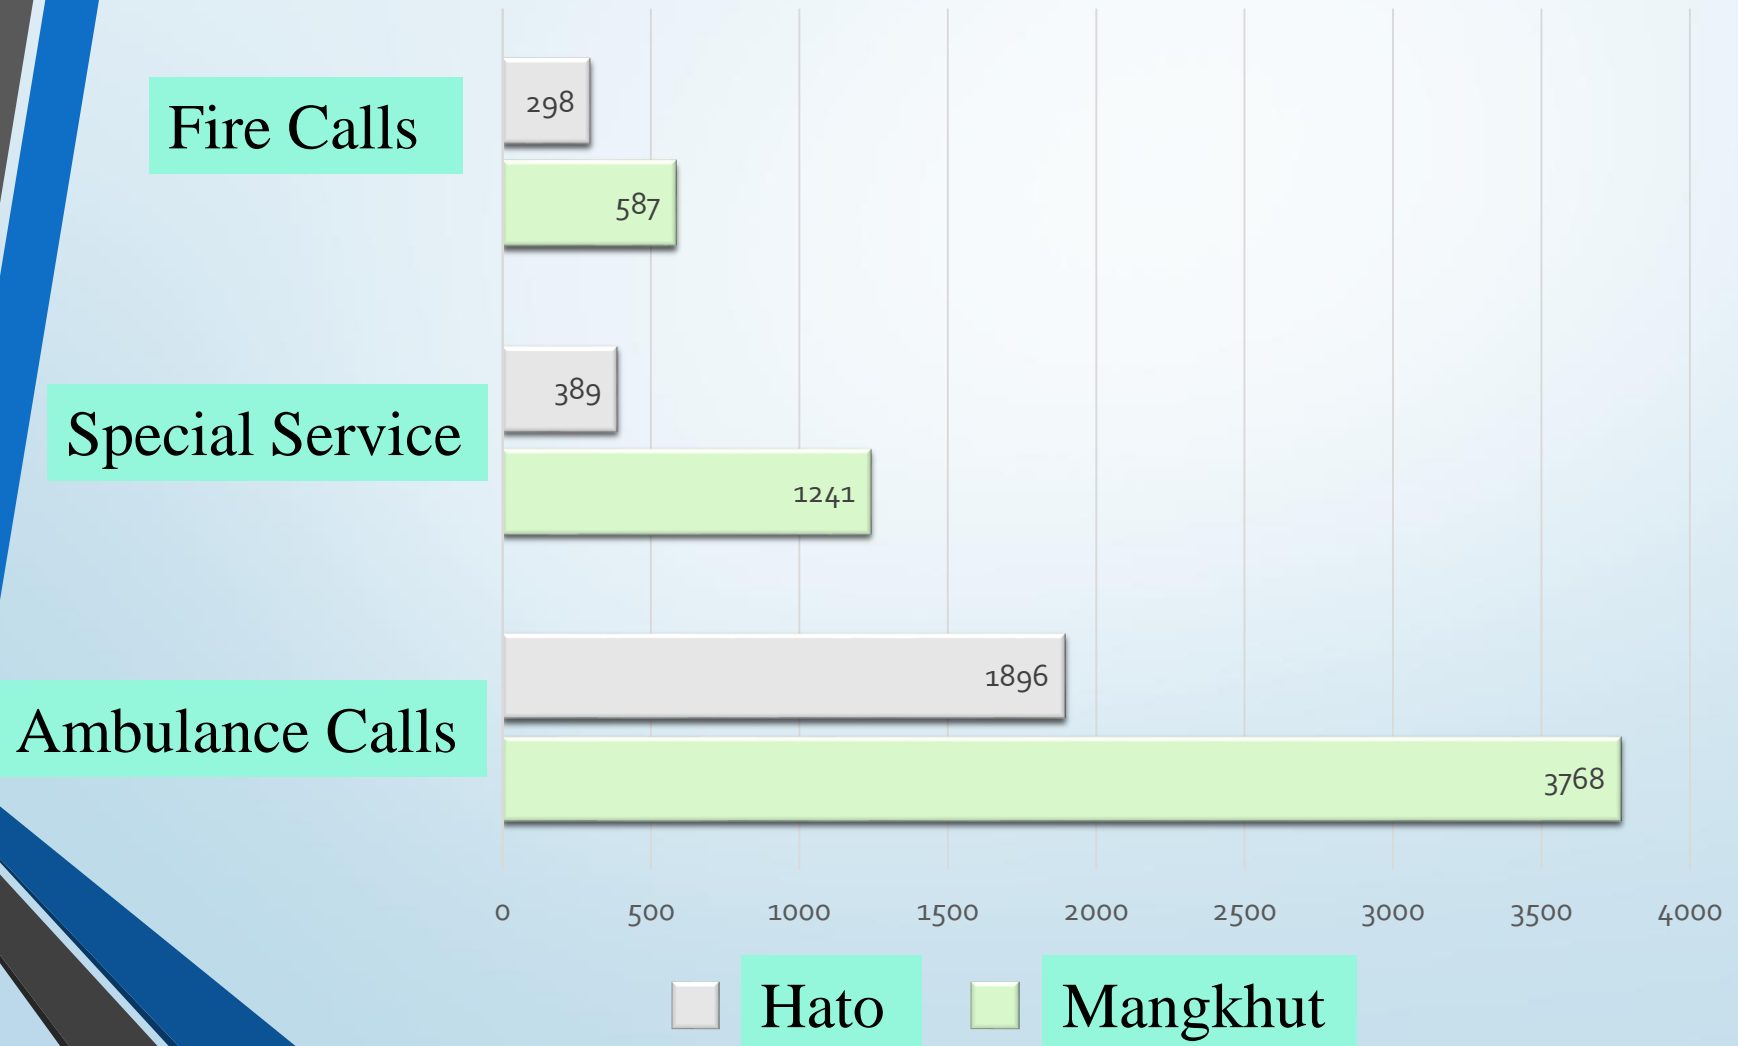 Fire Calls
298
587
Special Service
389
1241
Ambulance Calls
1896
3768
0 500 1000 1500 2000 2500 3000 3500 4000
Hato Mangkhut